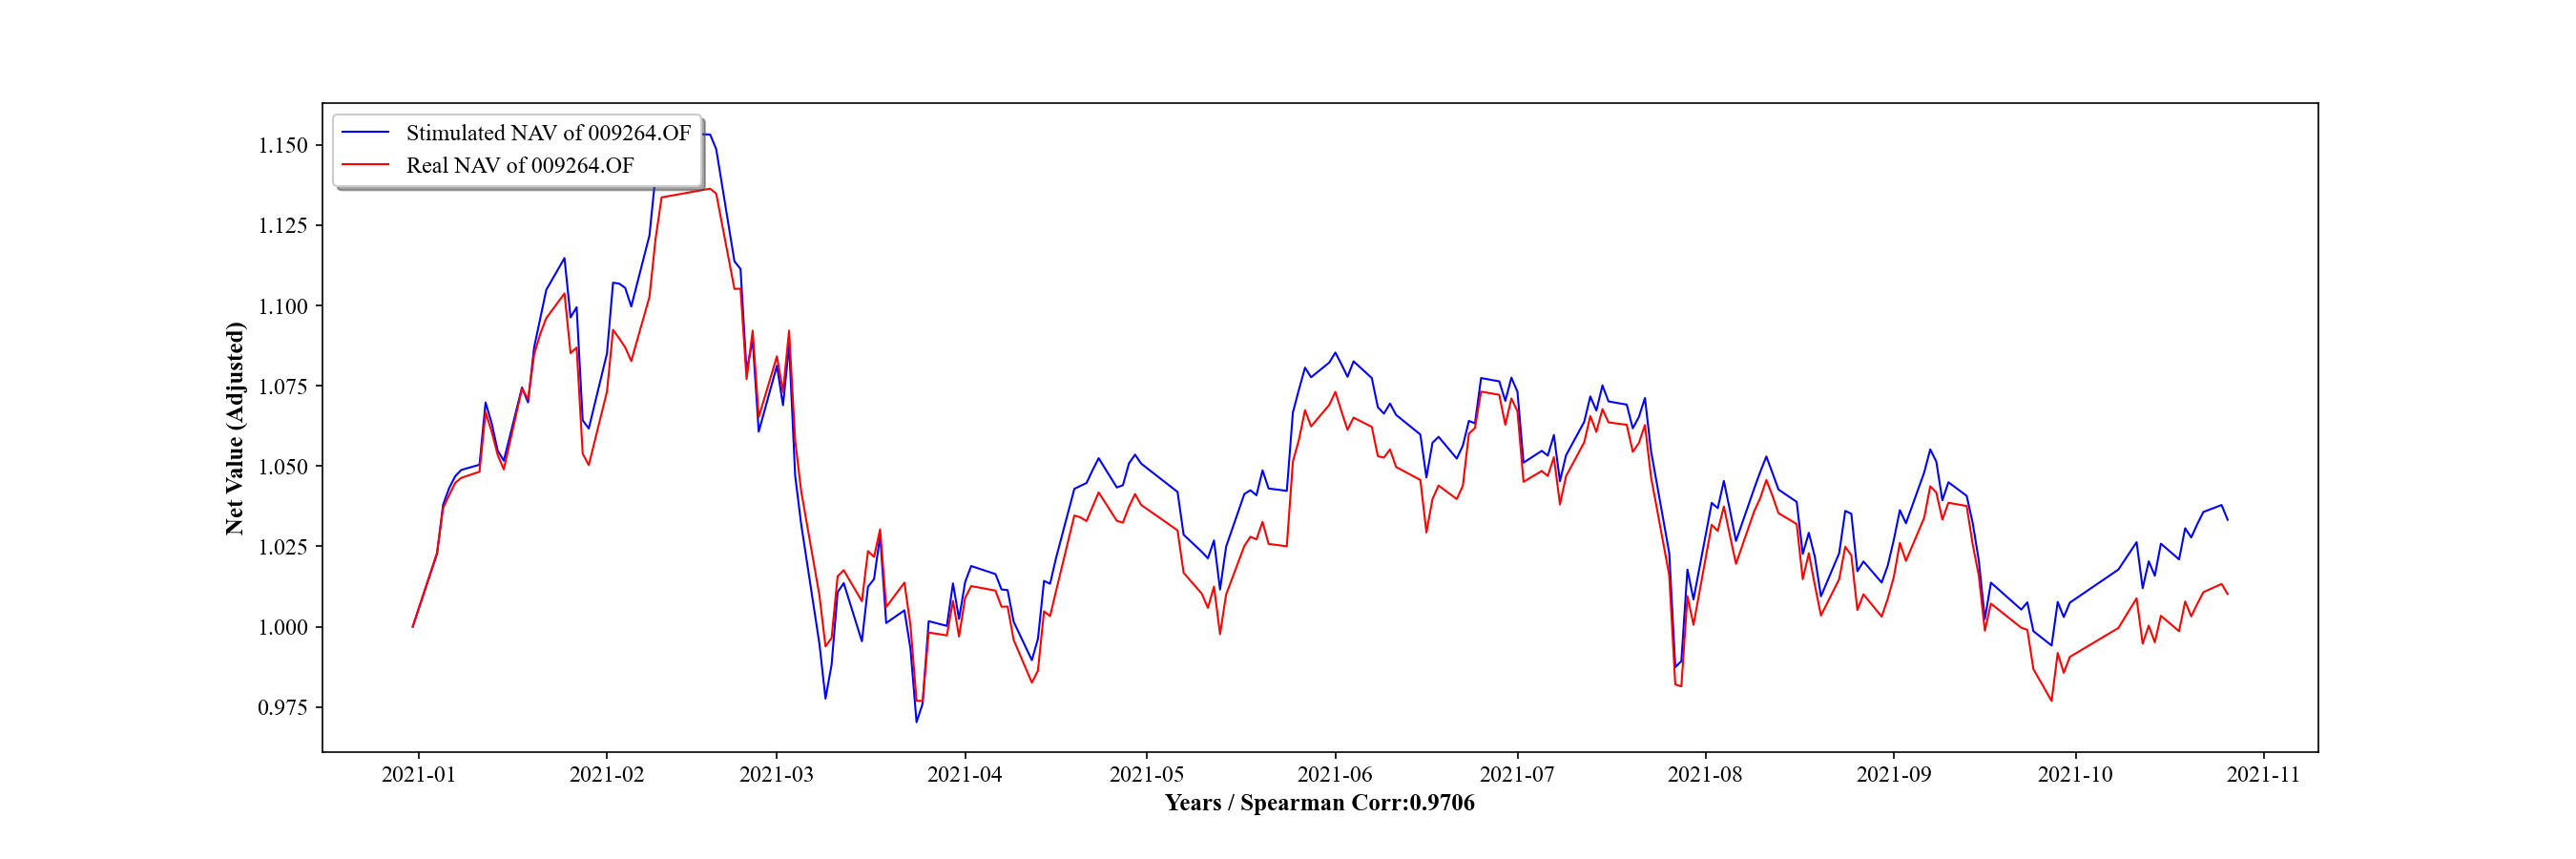 Stimulated NAV of 009264.OF
Real NAV of 009264.OF
1.150
1.125
1.100
1.075
1.050
1.025
1.000
0.975
Net Value (Adjusted)
2021-01 2021-02 2021-03 2021-04 2021-05 2021-06 2021-07 2021-08 2021-09 2021-10 2021-11
Years / Spearman Corr:0.9706